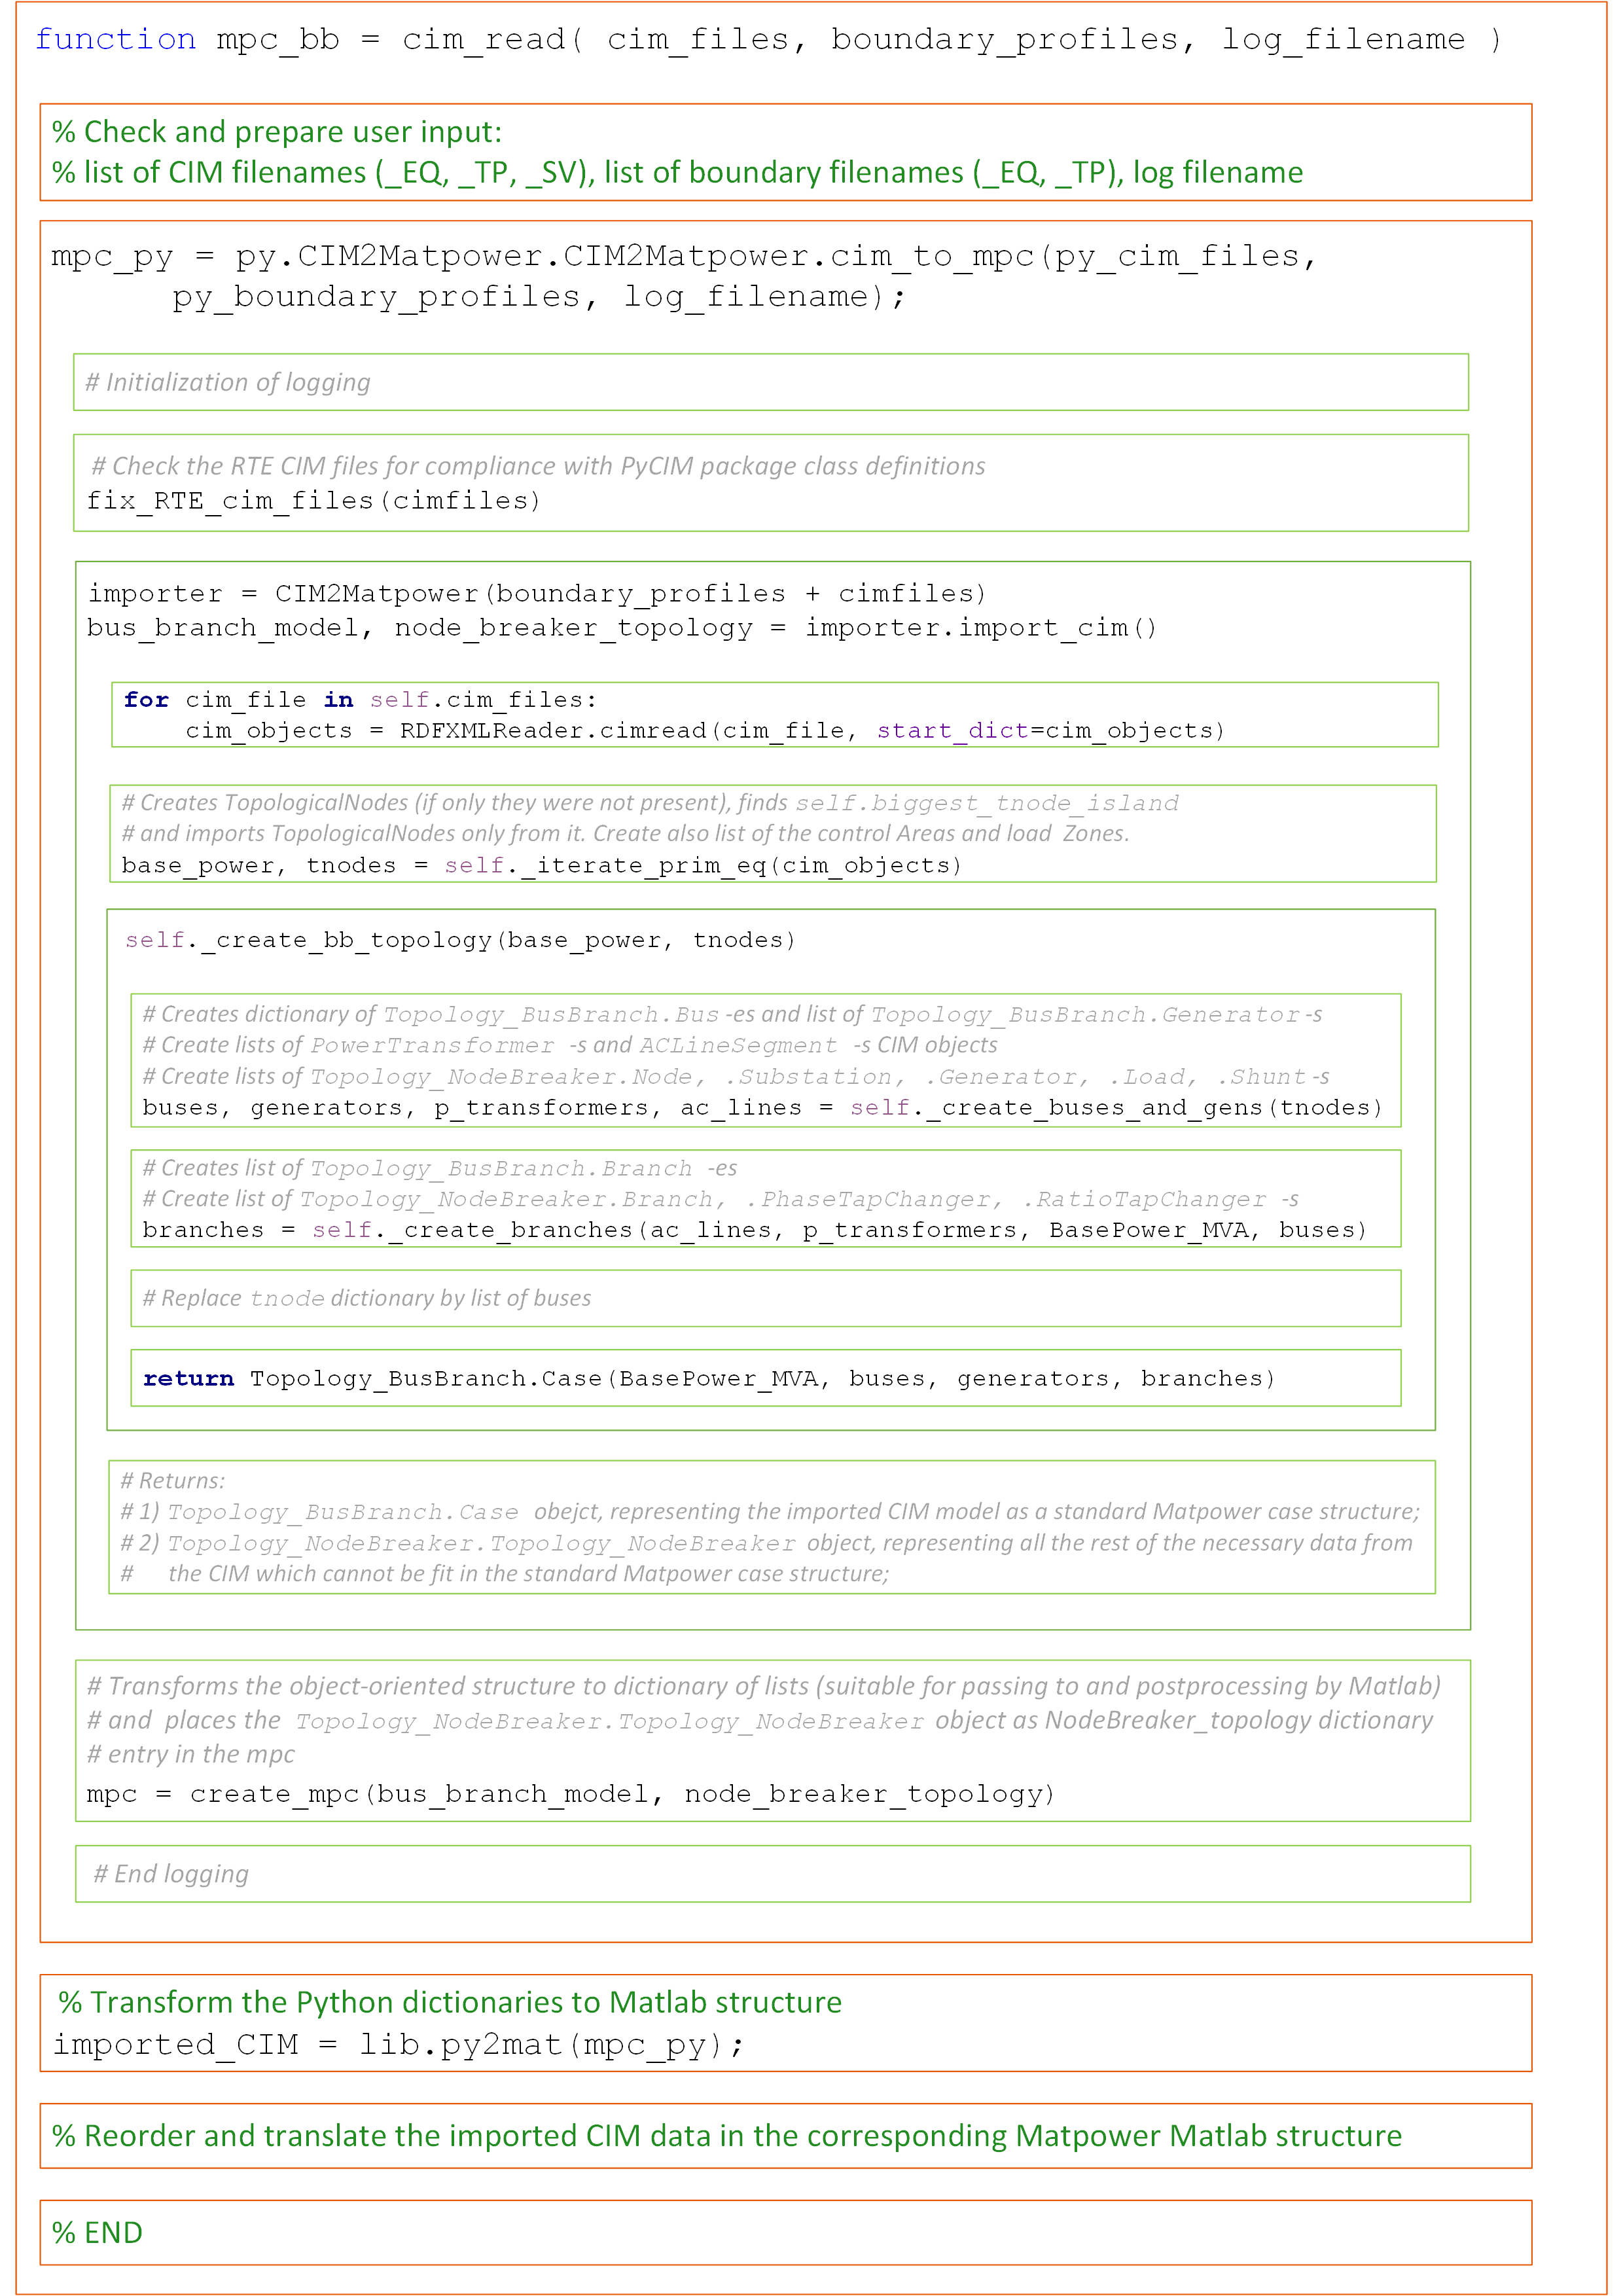 function mpc_bb = cim_read( cim_files, boundary_profiles, log_filename )
% Check and prepare user input:
% list of CIM filenames (_EQ, _TP, _SV), list of boundary filenames (_EQ, _TP), log filename
mpc_py = py.CIM2Matpower.CIM2Matpower.cim_to_mpc(py_cim_files,
py_boundary_profiles, log_filename);
# Initialization of logging
# Check the RTE CIM files for compliance with PyCIM package class definitions
fix_RTE_cim_files(cimfiles)
importer = CIM2Matpower(boundary_profiles + cimfiles)
bus_branch_model, node_breaker_topology = importer.import_cim()
for cim_file in self.cim_files:
cim_objects = RDFXMLReader.cimread(cim_file, start_dict=cim_objects)
# Creates TopologicalNodes (if only they were not present), finds self.biggest_tnode_island
# and imports TopologicalNodes only from it. Create also list of the control Areas and load Zones.
base_power, tnodes = self._iterate_prim_eq(cim_objects)
self._create_bb_topology(base_power, tnodes)
# Creates dictionary of Topology_BusBranch.Bus -es and list of Topology_BusBranch.Generator -s
# Create lists of PowerTransformer -s and ACLineSegment -s CIM objects
# Create lists of Topology_NodeBreaker.Node, .Substation, .Generator, .Load, .Shunt -s
buses, generators, p_transformers, ac_lines = self._create_buses_and_gens(tnodes)
# Creates list of Topology_BusBranch.Branch -es
# Create list of Topology_NodeBreaker.Branch, .PhaseTapChanger, .RatioTapChanger -s
branches = self._create_branches(ac_lines, p_transformers, BasePower_MVA, buses)
# Replace tnode dictionary by list of buses
return Topology_BusBranch.Case(BasePower_MVA, buses, generators, branches)
# Returns:
# 1) Topology_BusBranch.Case obejct, representing the imported CIM model as a standard Matpower case structure;
# 2) Topology_NodeBreaker.Topology_NodeBreaker object, representing all the rest of the necessary data from
# the CIM which cannot be fit in the standard Matpower case structure;
# Transforms the object-oriented structure to dictionary of lists (suitable for passing to and postprocessing by Matlab)
# and places the Topology_NodeBreaker.Topology_NodeBreaker object as NodeBreaker_topology dictionary
# entry in the mpc
mpc = create_mpc(bus_branch_model, node_breaker_topology)
# End logging
% Transform the Python dictionaries to Matlab structure
imported_CIM = lib.py2mat(mpc_py);
% Reorder and translate the imported CIM data in the corresponding Matpower Matlab structure
% END